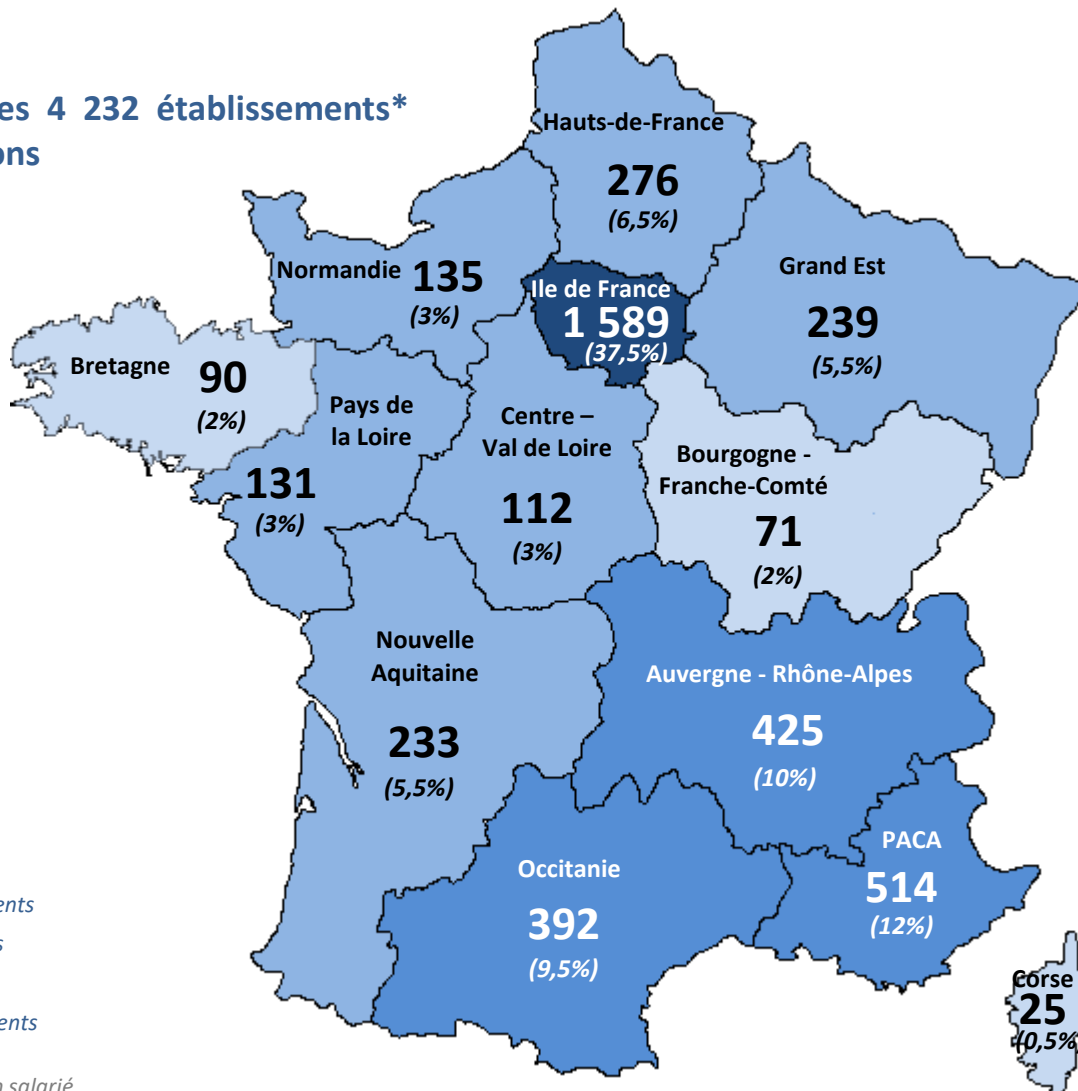 es 4 232 établissements*
ns
Hauts-de-France
276
(6,5%)
Normandie 135
(3%)
Ile de France
1 589
(37,5%)
Grand Est
239
(5,5%)
Bretagne 90
(2%)
Pays de
la Loire
131
(3%)
Centre –
Val de Loire
112
(3%)
Bourgogne -
Franche-Comté
71
(2%)
Nouvelle
Aquitaine
233
(5,5%)
Auvergne - Rhône-Alpes
425
(10%)
PACA
514
(12%)
Occitanie
392
(9,5%)
Corse
25
(0,5%
ents
s
ents
n salarié